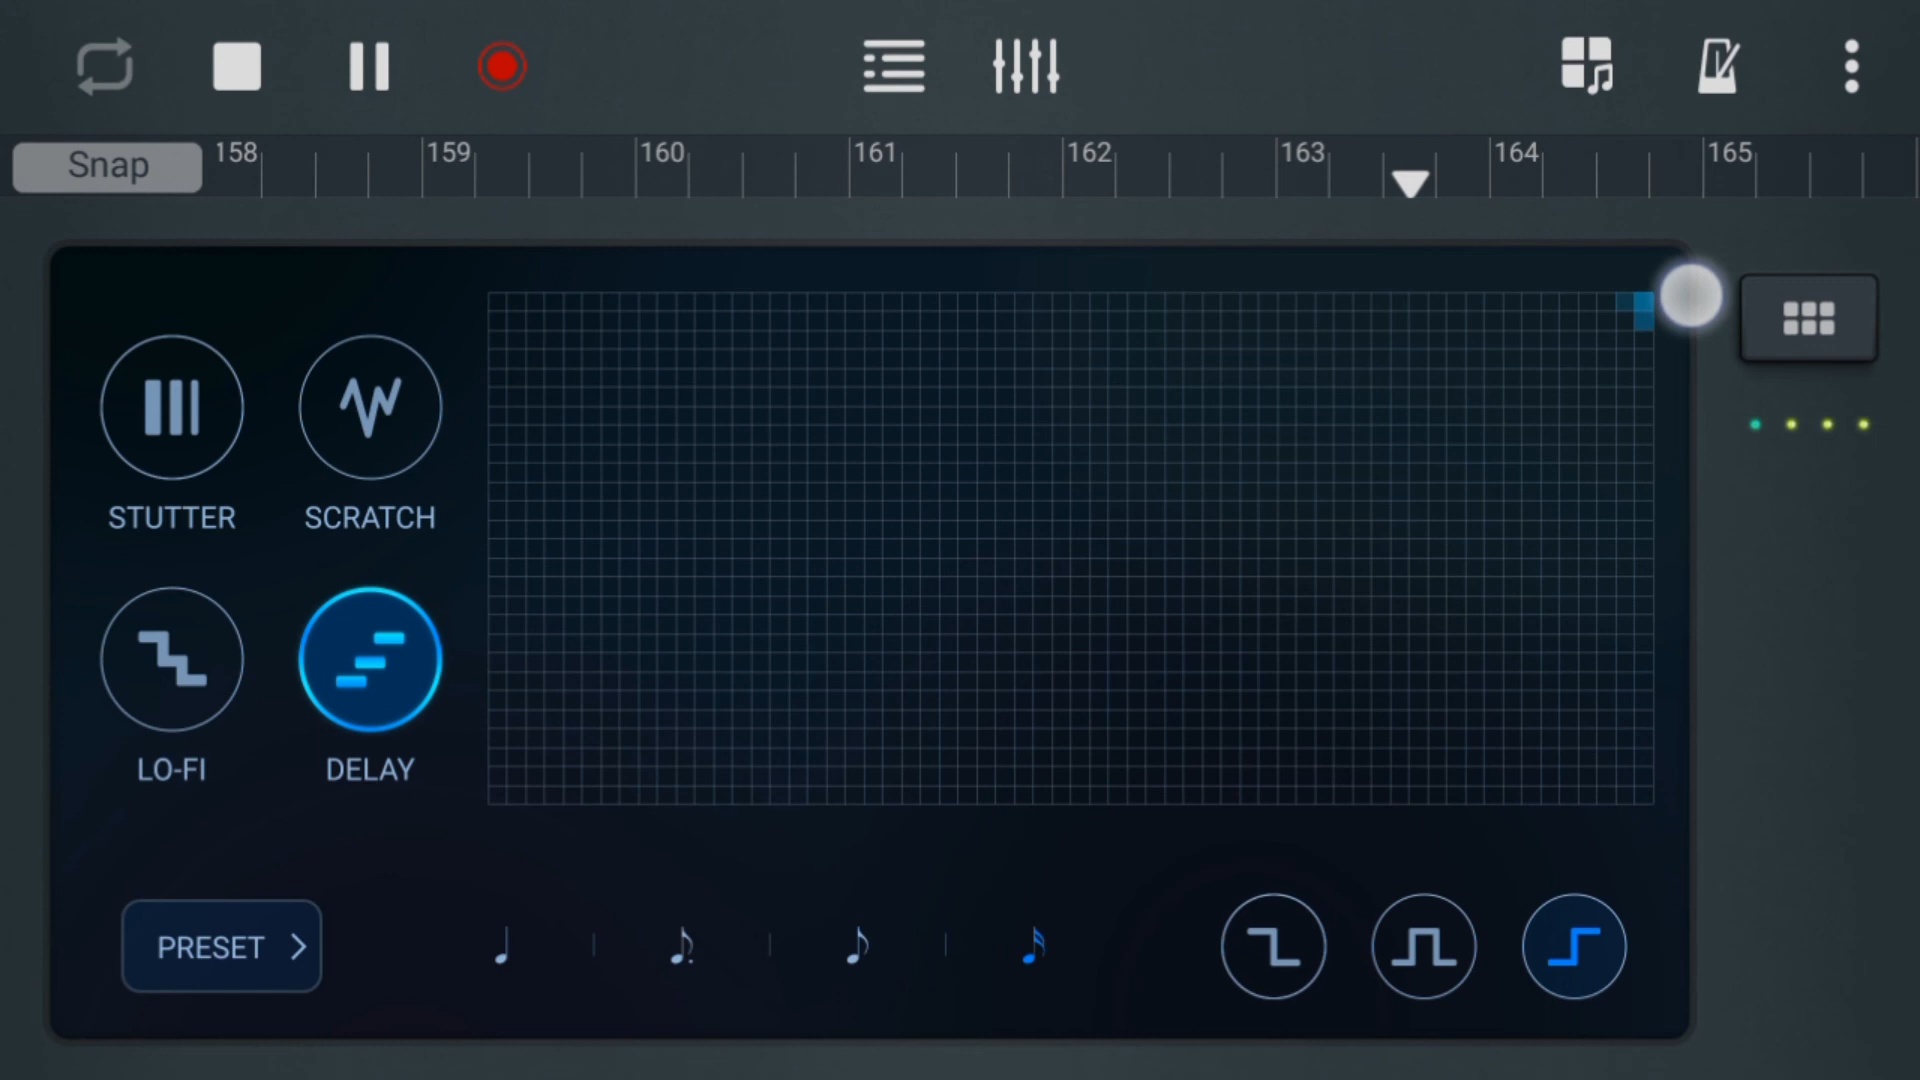 Snap
158
159
160
161
162
163
164
165
STUTTER
SCRATCH
LO-FI
DELAY
PRESET